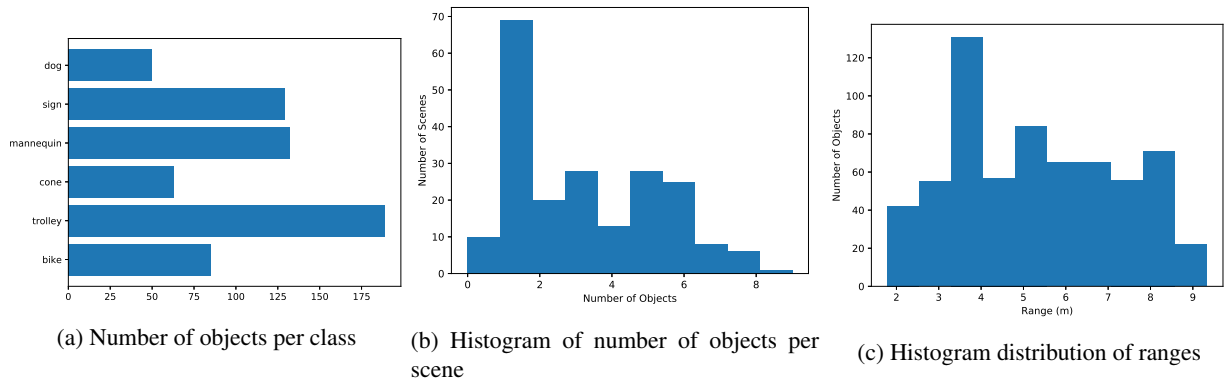 dog
sign
mannequin
cone
trolley
bike
0 25 50 75 100 125 150 175
(a) Number of objects per class
70
60
50
40
30
20
10
0
Number of Scenes
0 2 4 6 8
Number of Objects
(b) Histogram of number of objects per
scene
120
100
80
60
40
20
0
Number of Objects
2 3 4 5 6 7 8 9
Range (m)
(c) Histogram distribution of ranges